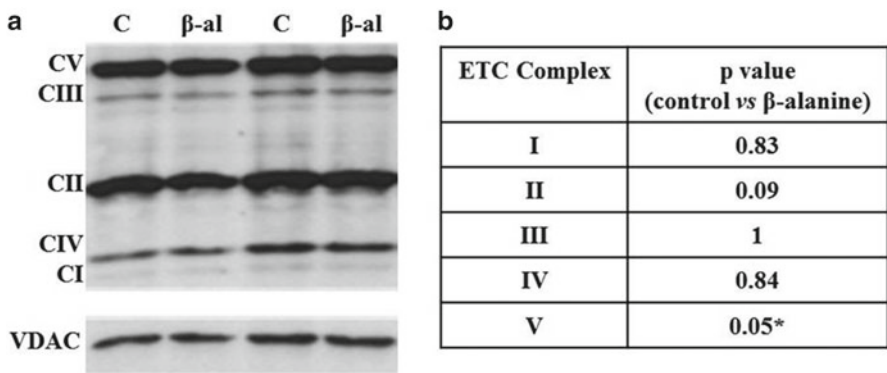 a
C β-al C β-al
CV
CIII
CII
CIV
CI
VDAC
b
ETC Complex p value
(control vs β-alanine)
I 0.83
II 0.09
III 1
IV 0.84
V 0.05*